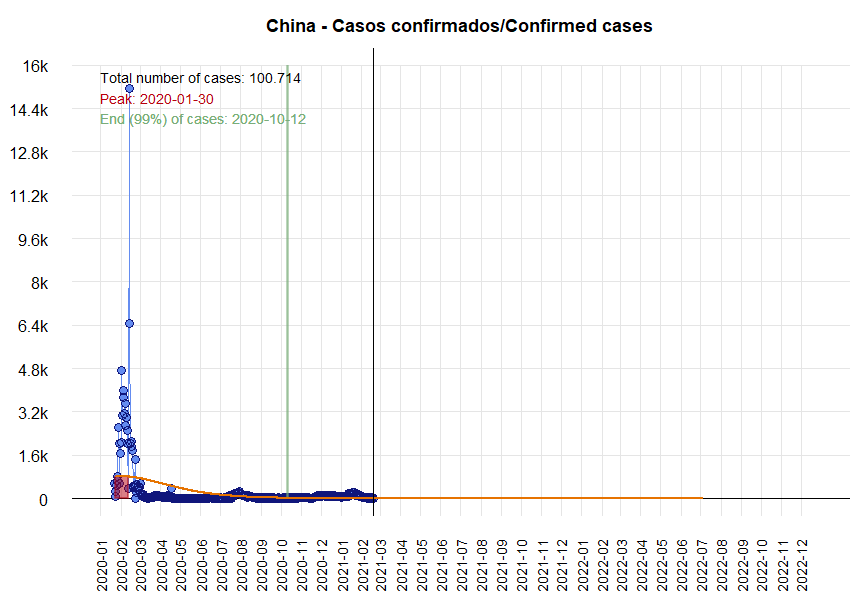 China - Casos confirmados/Confirmed cases
Total number of cases: 100.714
Peak: 2020-01-30
End (99%) of cases: 2020-10-12
16k
14.4k
12.8k
11.2k
9.6k
8k
6.4k
4.8k
3.2k
1.6k
0
2020-01
2020-02
2020-03
2020-04
2020-05
2020-06
2020-07
2020-08
2020-09
2020-10
2020-11
2020-12
2021-01
2021-02
2021-03
2021-04
2021-05
2021-06
2021-07
2021-08
2021-09
2021-10
2021-11
2021-12
2022-01
2022-02
2022-03
2022-04
2022-05
2022-06
2022-07
2022-08
2022-09
2022-10
2022-11
2022-12